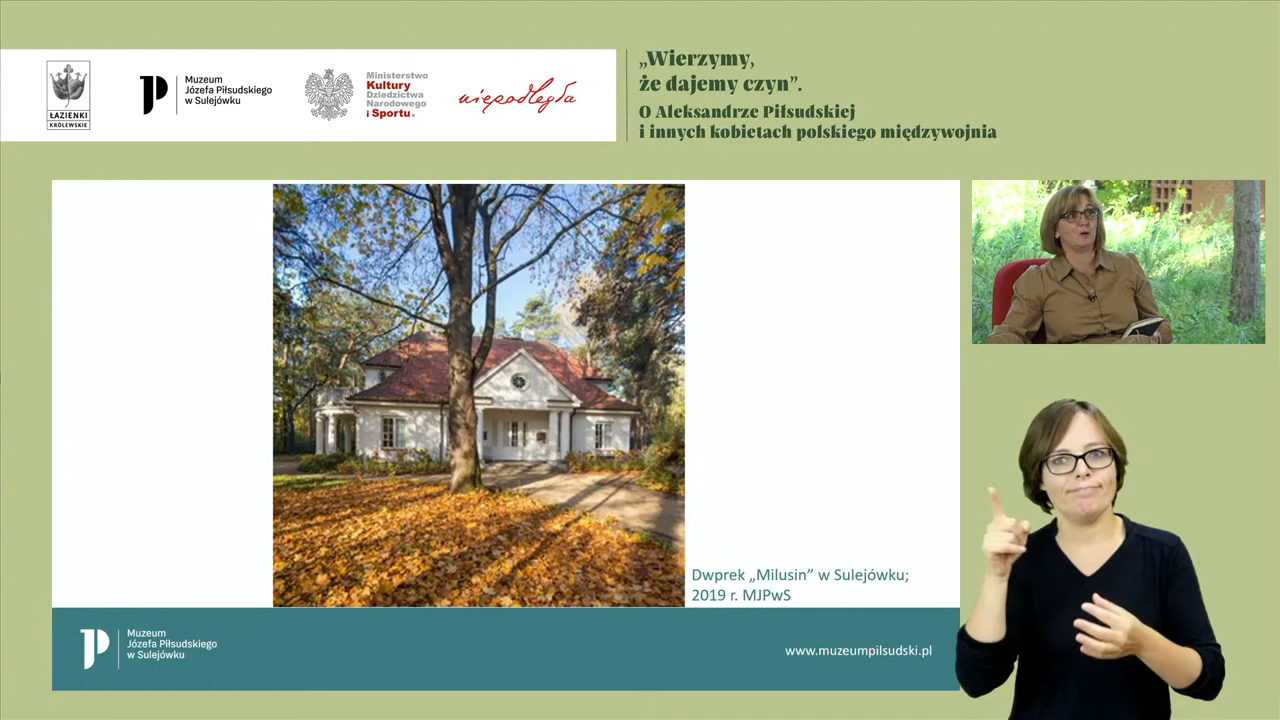 ŁAZIENKI
KRÓLEWSKIE
Muzeum
Józefa Piłsudskiego
w Sulejówku
Ministerstwo
Kultury
Dziedzictwa
Narodowego
i Sportu.
niepodległa
„Wierzymy,
że dajemy czyn”.
O Aleksandrze Piłsudskiej
i innych kobietach polskiego międzywojnia
Dwprek „Milusin” w Sulejówku;
2019 r. MJPwS
Muzeum
Józefa Piłsudskiego
w Sulejówku
www.muzeumpilsudski.pl